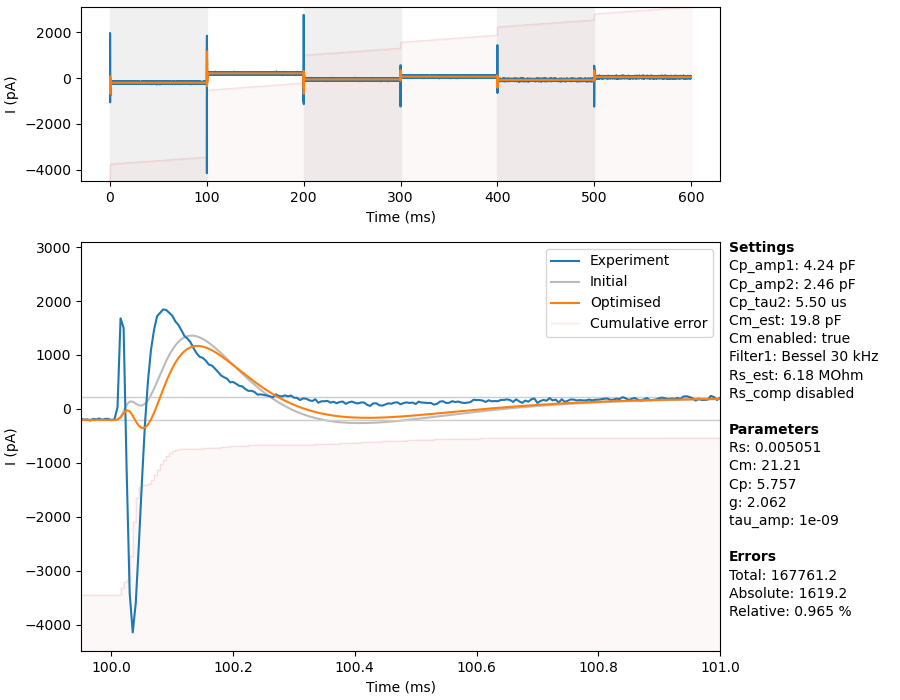 2000
0
−2000
−4000
I (pA)
0 100 200 300 400 500 600
Time (ms)
3000
2000
1000
0
−1000
−2000
−3000
−4000
I (pA)
100.0 100.2 100.4 100.6 100.8 101.0
Time (ms)
Experiment
Initial
Optimised
Cumulative error
Settings
Cp_amp1: 4.24 pF
Cp_amp2: 2.46 pF
Cp_tau2: 5.50 us
Cm_est: 19.8 pF
Cm enabled: true
Filter1: Bessel 30 kHz
Rs_est: 6.18 MOhm
Rs_comp disabled
Parameters
Rs: 0.005051
Cm: 21.21
Cp: 5.757
g: 2.062
tau_amp: 1e-09
Errors
Total: 167761.2
Absolute: 1619.2
Relative: 0.965 %